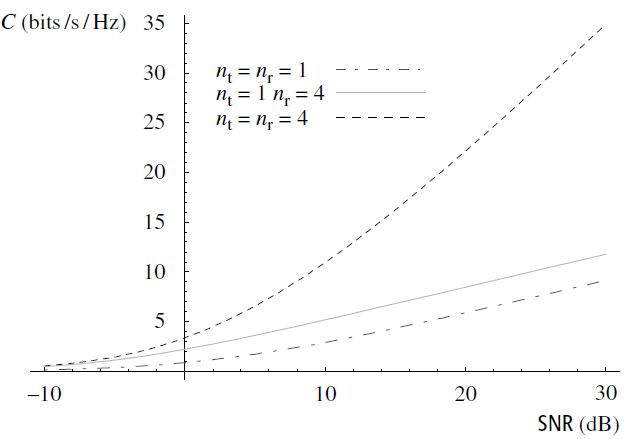 C (bits/s/Hz)
35
30
25
20
15
10
5
nt = nr = 1
nt = 1 nr = 4
nt = nr = 4
−10
10
20
30
SNR (dB)